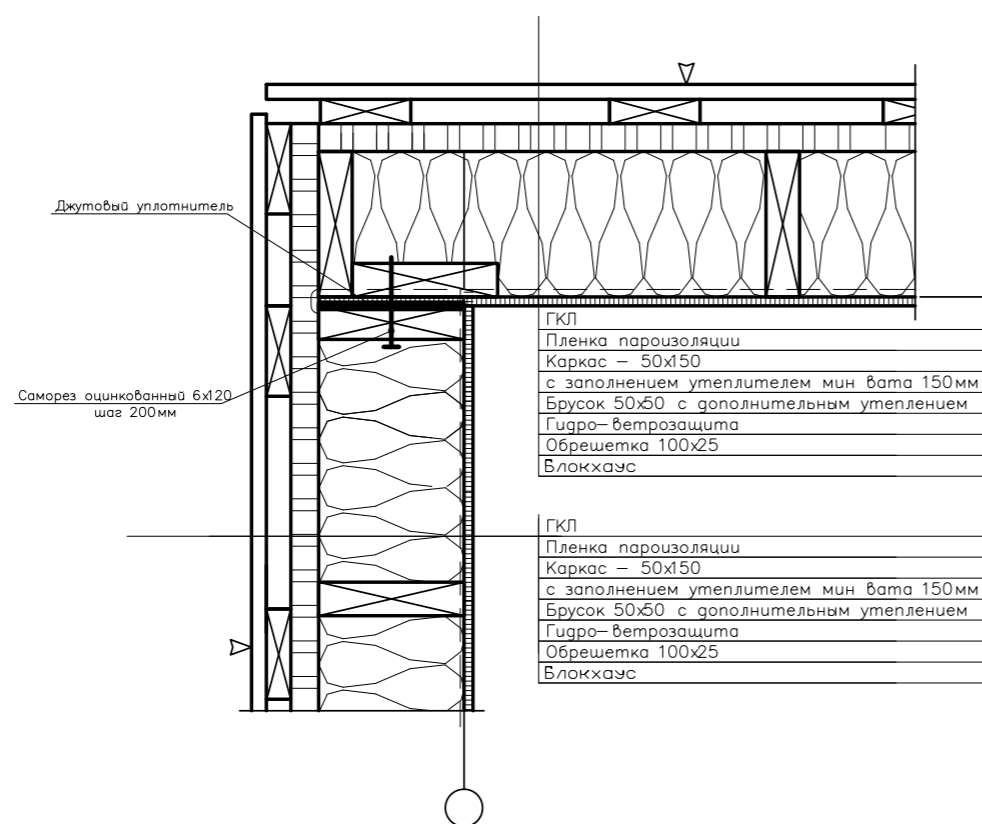 Джутовый уплотнитель
Саморез оцинкованный 6х120
шаг 200мм
ГКЛ
Пленка пароизоляции
Каркас – 50х150
с заполнением утеплителем мин вата 150мм
Брусок 50х50 с дополнительным утеплением
Гидро–ветрозащита
Обрешетка 100х25
Блокхаус
ГКЛ
Пленка пароизоляции
Каркас – 50х150
с заполнением утеплителем мин вата 150мм
Брусок 50х50 с дополнительным утеплением
Гидро–ветрозащита
Обрешетка 100х25
Блокхаус